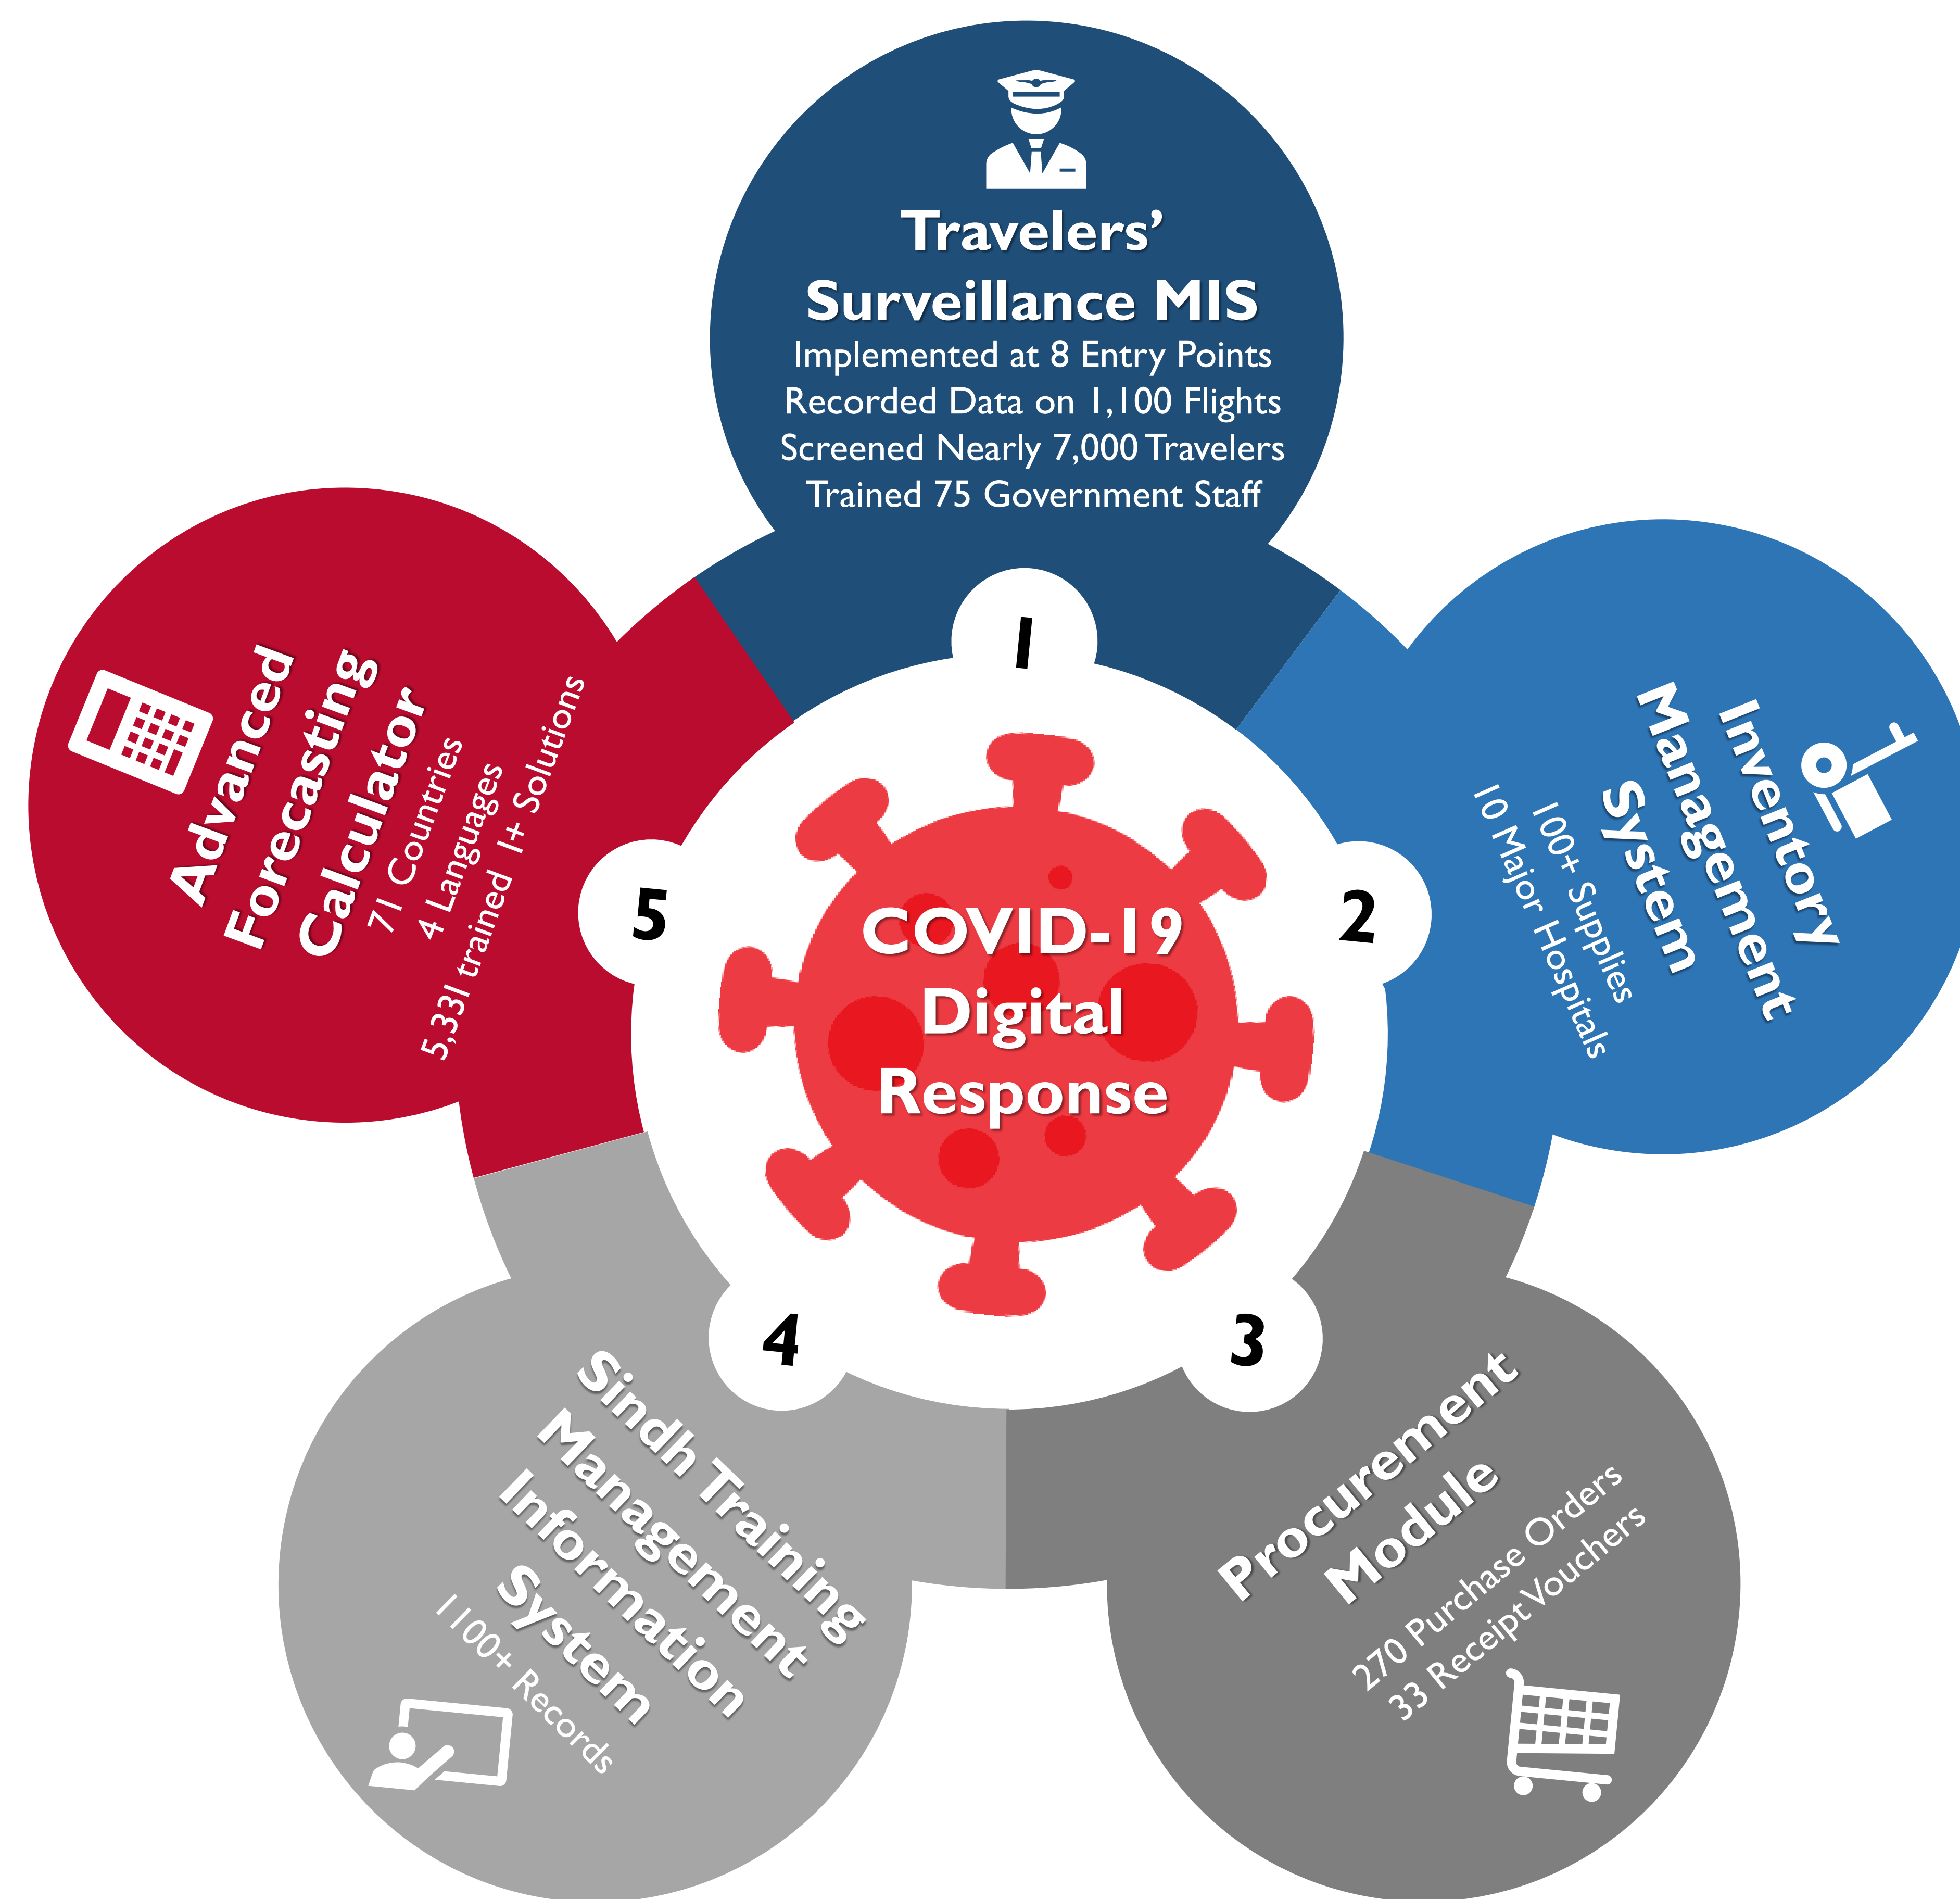 Travelers’
Surveillance MIS
Implemented at 8 Entry Points
Recorded Data on 1,100 Flights
Screened Nearly 7,000 Travelers
Trained 75 Government Staff
1
Inventory
Management
System
100+ Supplies
10 Major Hospitals
2
Procurement
Module
270 Purchase Orders
33 Receipt Vouchers
3
Sindh Training
Management
Information
System
1100+ Records
4
Advanced
Forecasting
Calculator
71 Countries
4 Languages
5,331 trained 1+ Solutions
5
COVID-19
Digital
Response